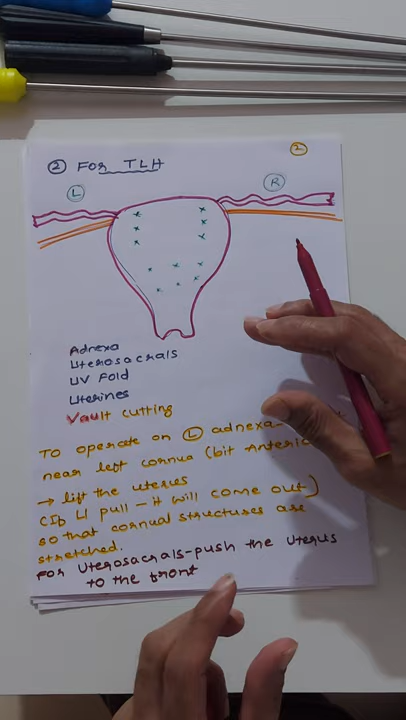 2
② For TLH
L
R
Adnexa
Uterosacrals
UV Fold
Uterines
Vault cutting
To operate on Ⓛ adnexa-
near left cornua (bit Anterio
→ lift the uterus
pull - it will come out)
so that cornual structures are
stretched.
For Uterosacrals-push the Uterus
to the front